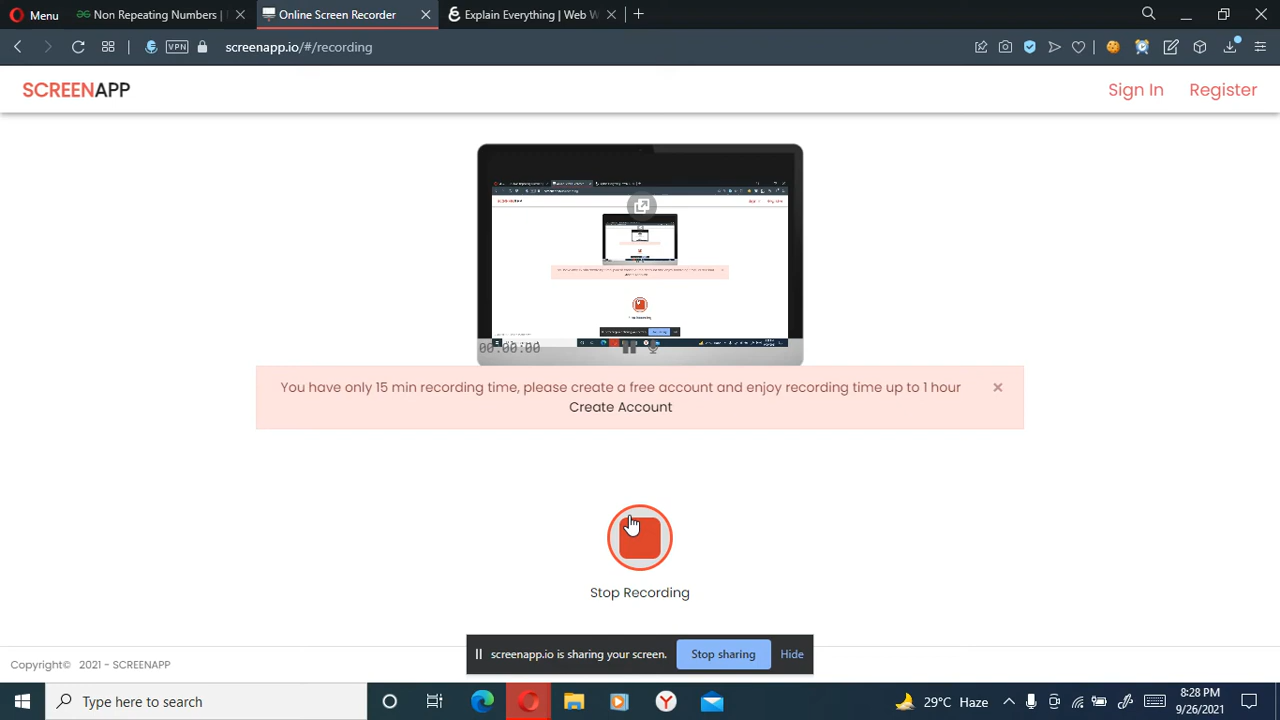 Menu
Non Repeating Numbers |
Online Screen Recorder
Explain Everything | Web W
VPN
screenapp.io/#/recording
SCREENAPP
Sign In
Register
00:00:00
You have only 15 min recording time, please create a free account and enjoy recording time up to 1 hour
Create Account
Stop Recording
screenapp.io is sharing your screen.
Stop sharing
Hide
Copyright© 2021 - SCREENAPP
Type here to search
29°C Haze
8:28 PM
9/26/2021